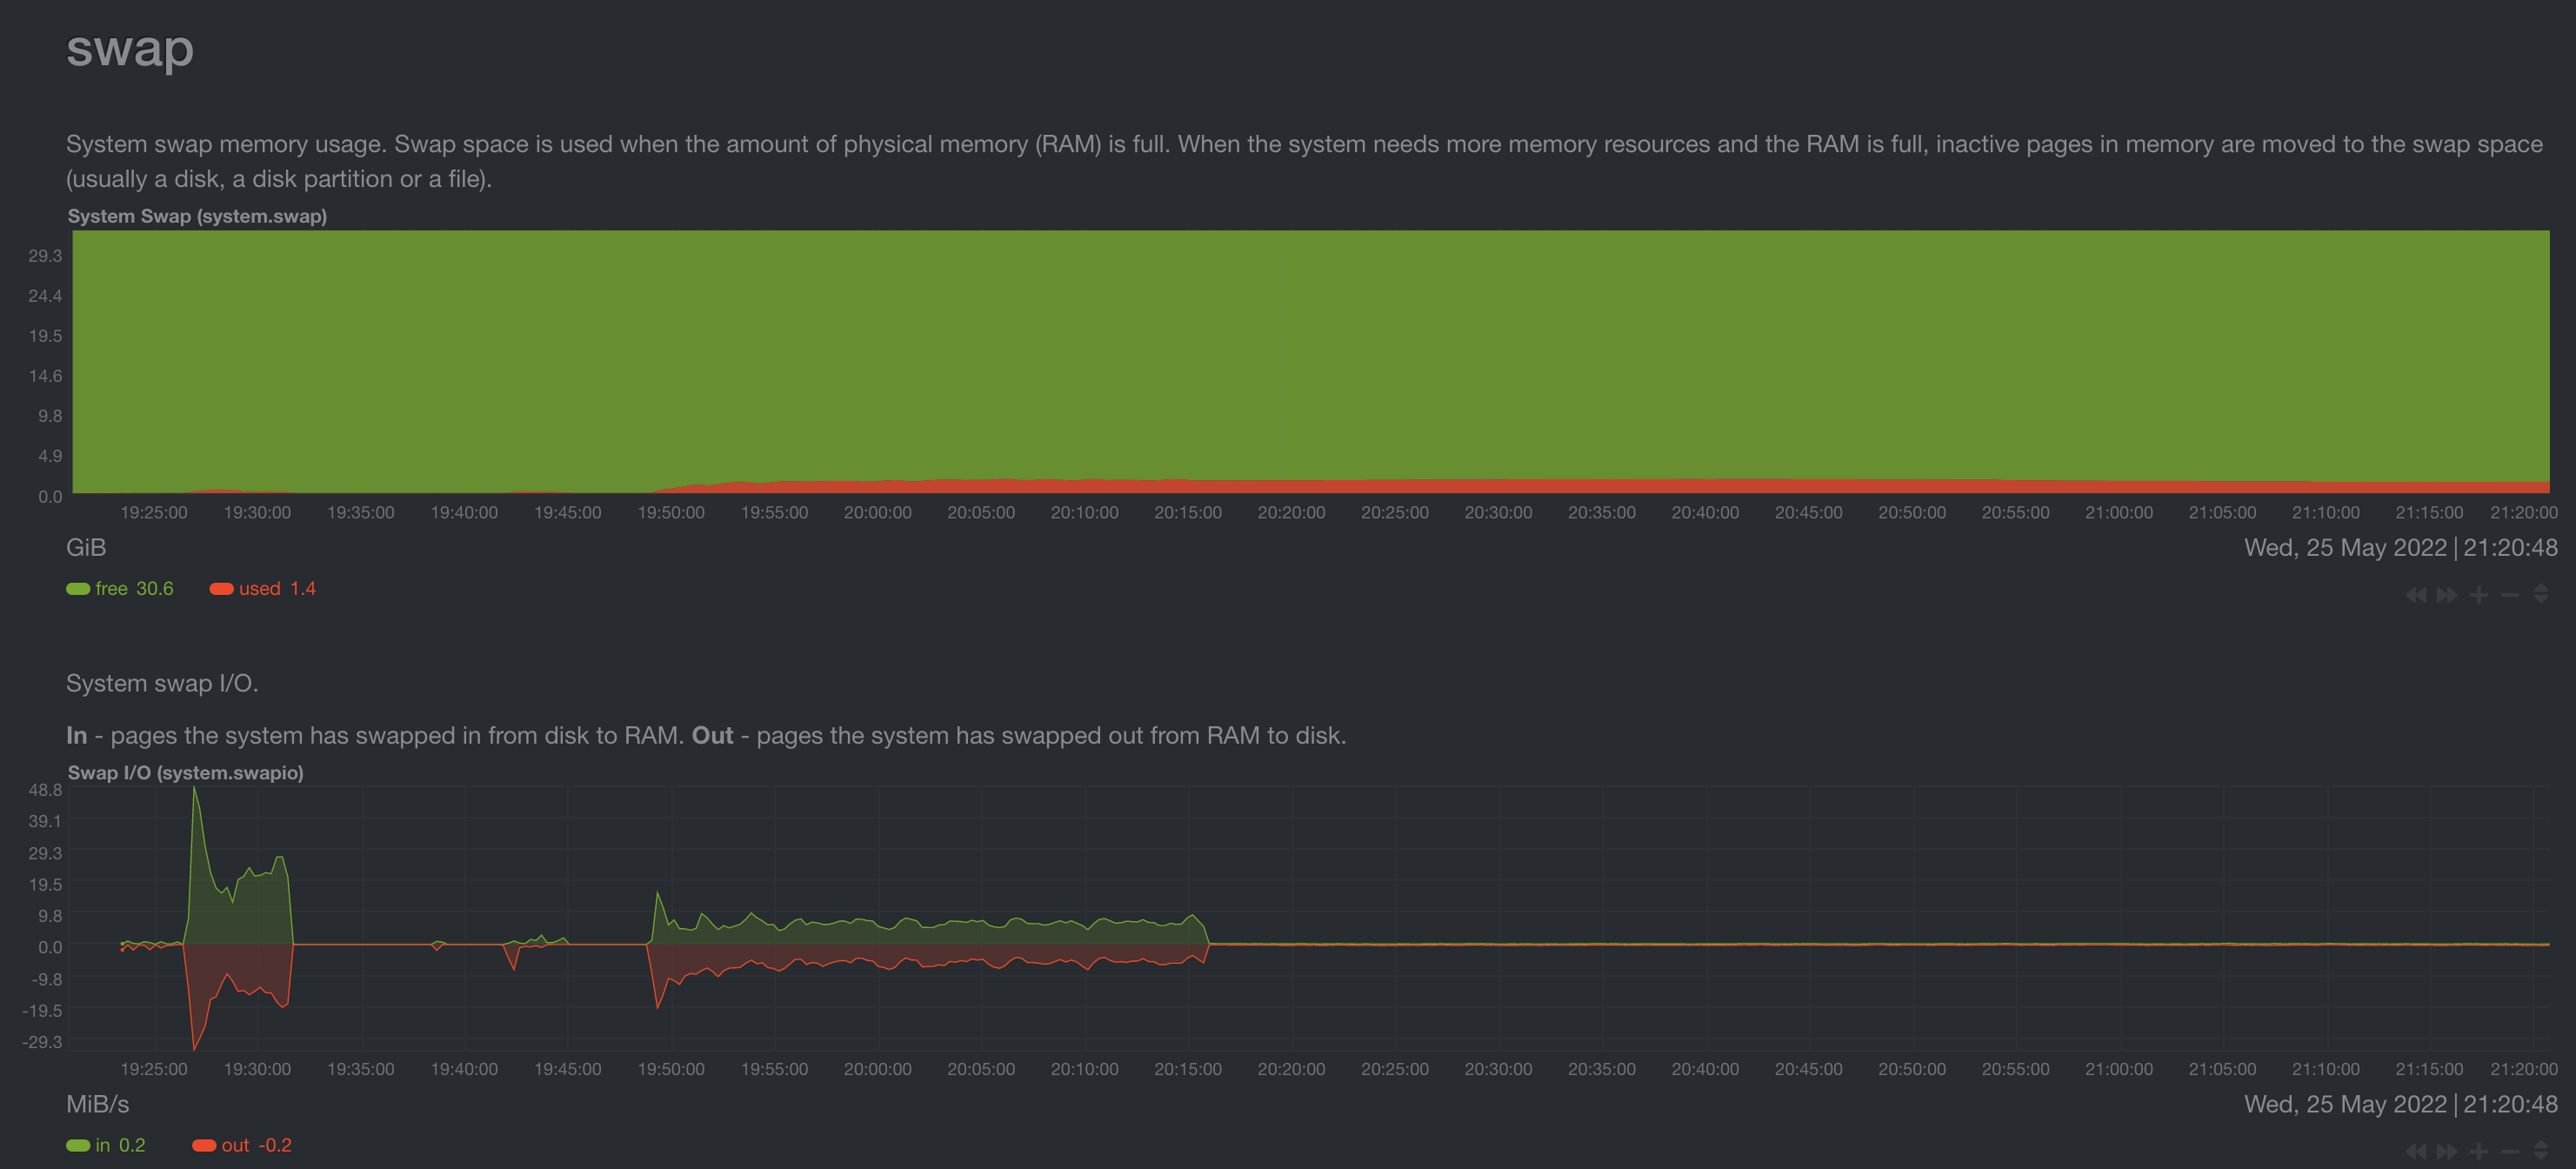 swap
System swap memory usage. Swap space is used when the amount of physical memory (RAM) is full. When the system needs more memory resources and the RAM is full, inactive pages in memory are moved to the swap space
(usually a disk, a disk partition or a file).
System Swap (system.swap)
29.3
24.4
19.5
14.6
9.8
4.9
0.0
19:25:00 19:30:00 19:35:00 19:40:00 19:45:00 19:50:00 19:55:00 20:00:00 20:05:00 20:10:00 20:15:00 20:20:00 20:25:00 20:30:00 20:35:00 20:40:00 20:45:00 20:50:00 20:55:00 21:00:00 21:05:00 21:10:00 21:15:00 21:20:00
GiB Wed, 25 May 2022 | 21:20:48
free 30.6 used 1.4
System swap I/O.
In - pages the system has swapped in from disk to RAM. Out - pages the system has swapped out from RAM to disk.
Swap I/O (system.swapio)
48.8
39.1
29.3
19.5
9.8
0.0
-9.8
-19.5
-29.3
19:25:00 19:30:00 19:35:00 19:40:00 19:45:00 19:50:00 19:55:00 20:00:00 20:05:00 20:10:00 20:15:00 20:20:00 20:25:00 20:30:00 20:35:00 20:40:00 20:45:00 20:50:00 20:55:00 21:00:00 21:05:00 21:10:00 21:15:00 21:20:00
MiB/s Wed, 25 May 2022 | 21:20:48
in 0.2 out -0.2